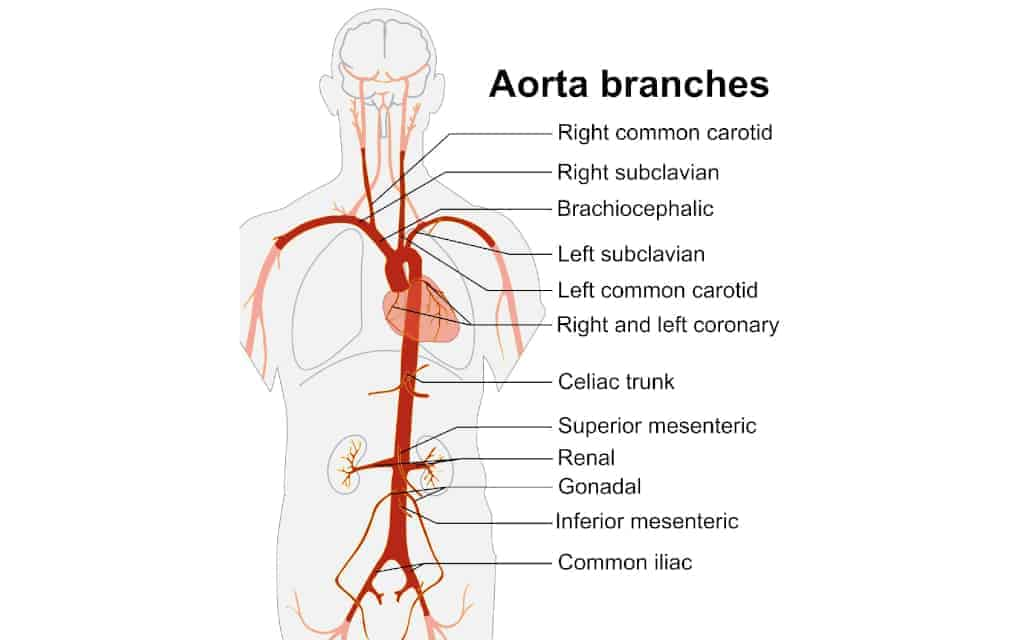 Aorta branches
Right common carotid
Right subclavian
Brachiocephalic
Left subclavian
Left common carotid
Right and left coronary
Celiac trunk
Superior mesenteric
Renal
Gonadal
Inferior mesenteric
Common iliac